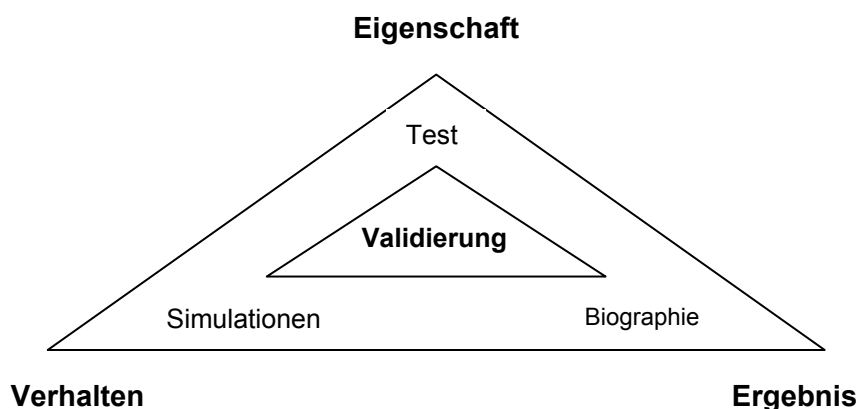 Eigenschaft
Test
Validierung
Simulationen
Biographie
Verhalten
Ergebnis